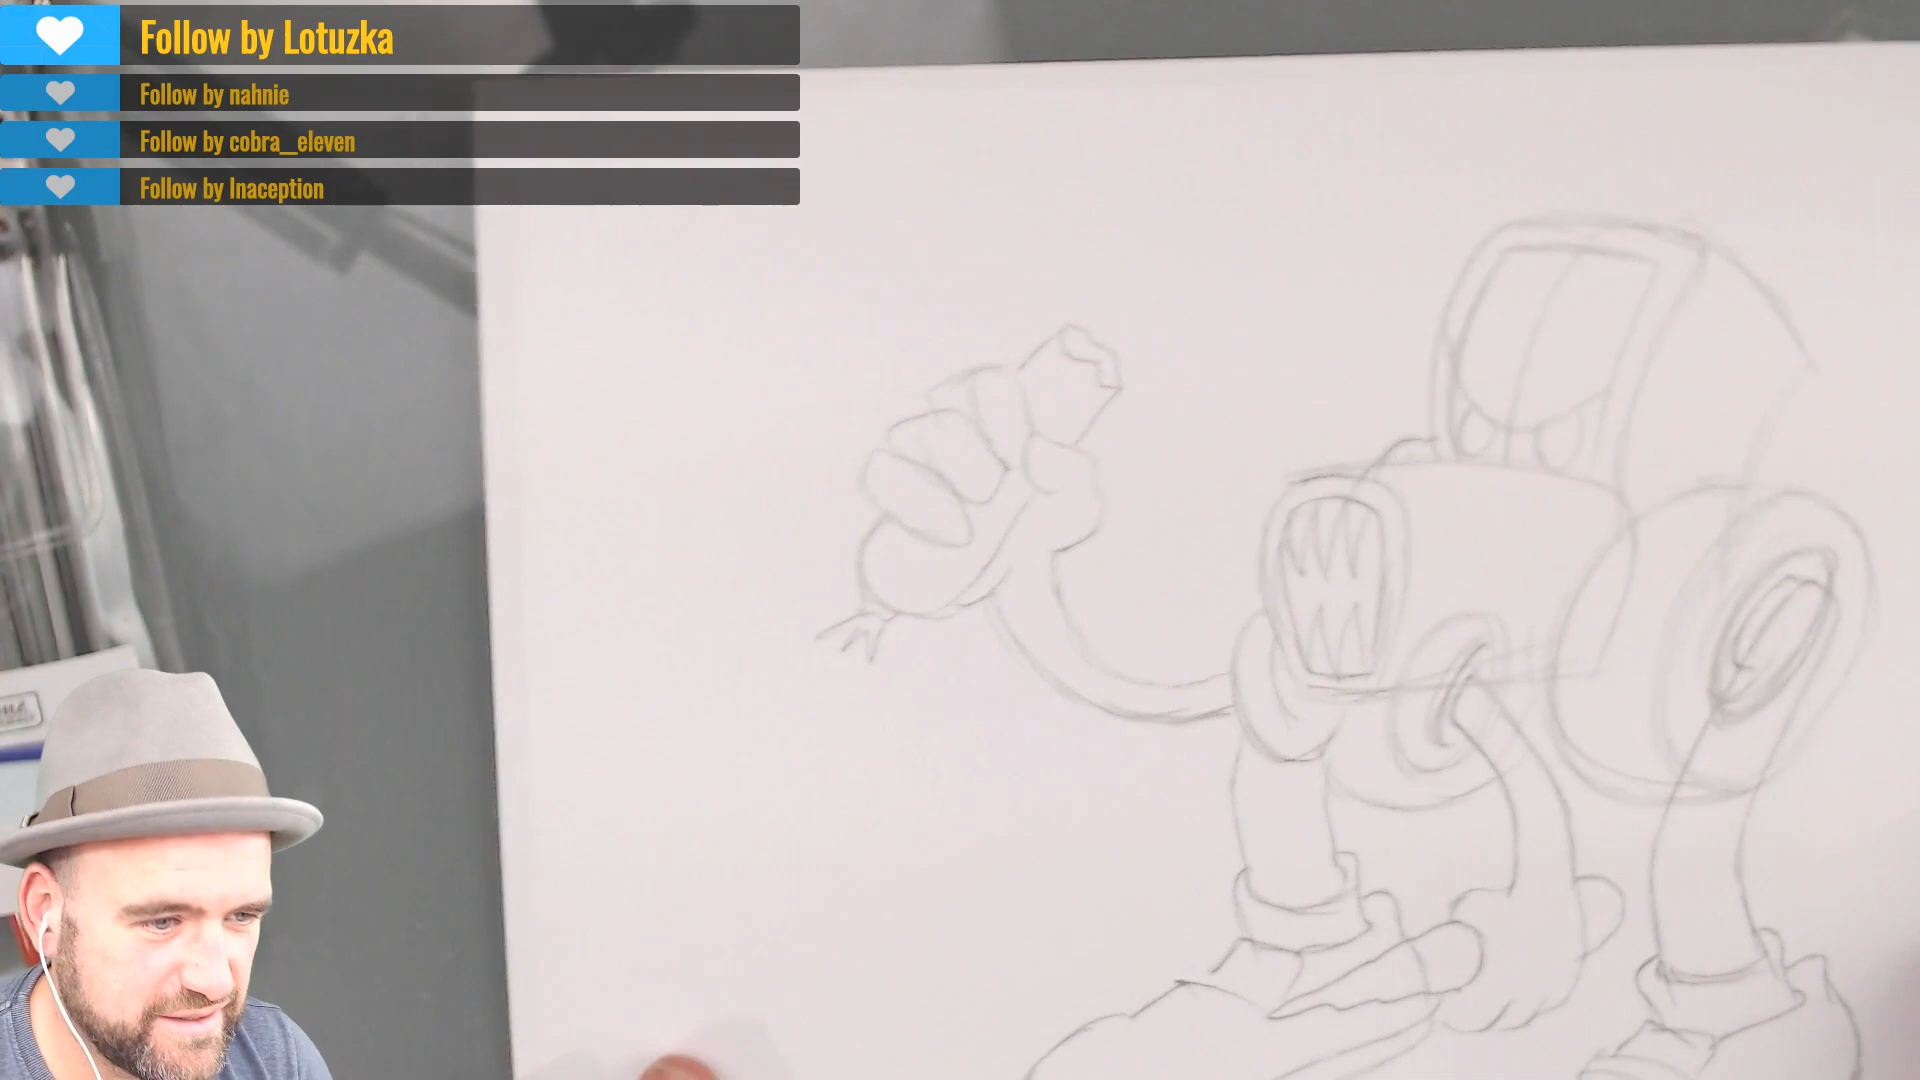 Follow by Lotuzka
Follow by nahnie
Follow by cobra__eleven
Follow by Inaception